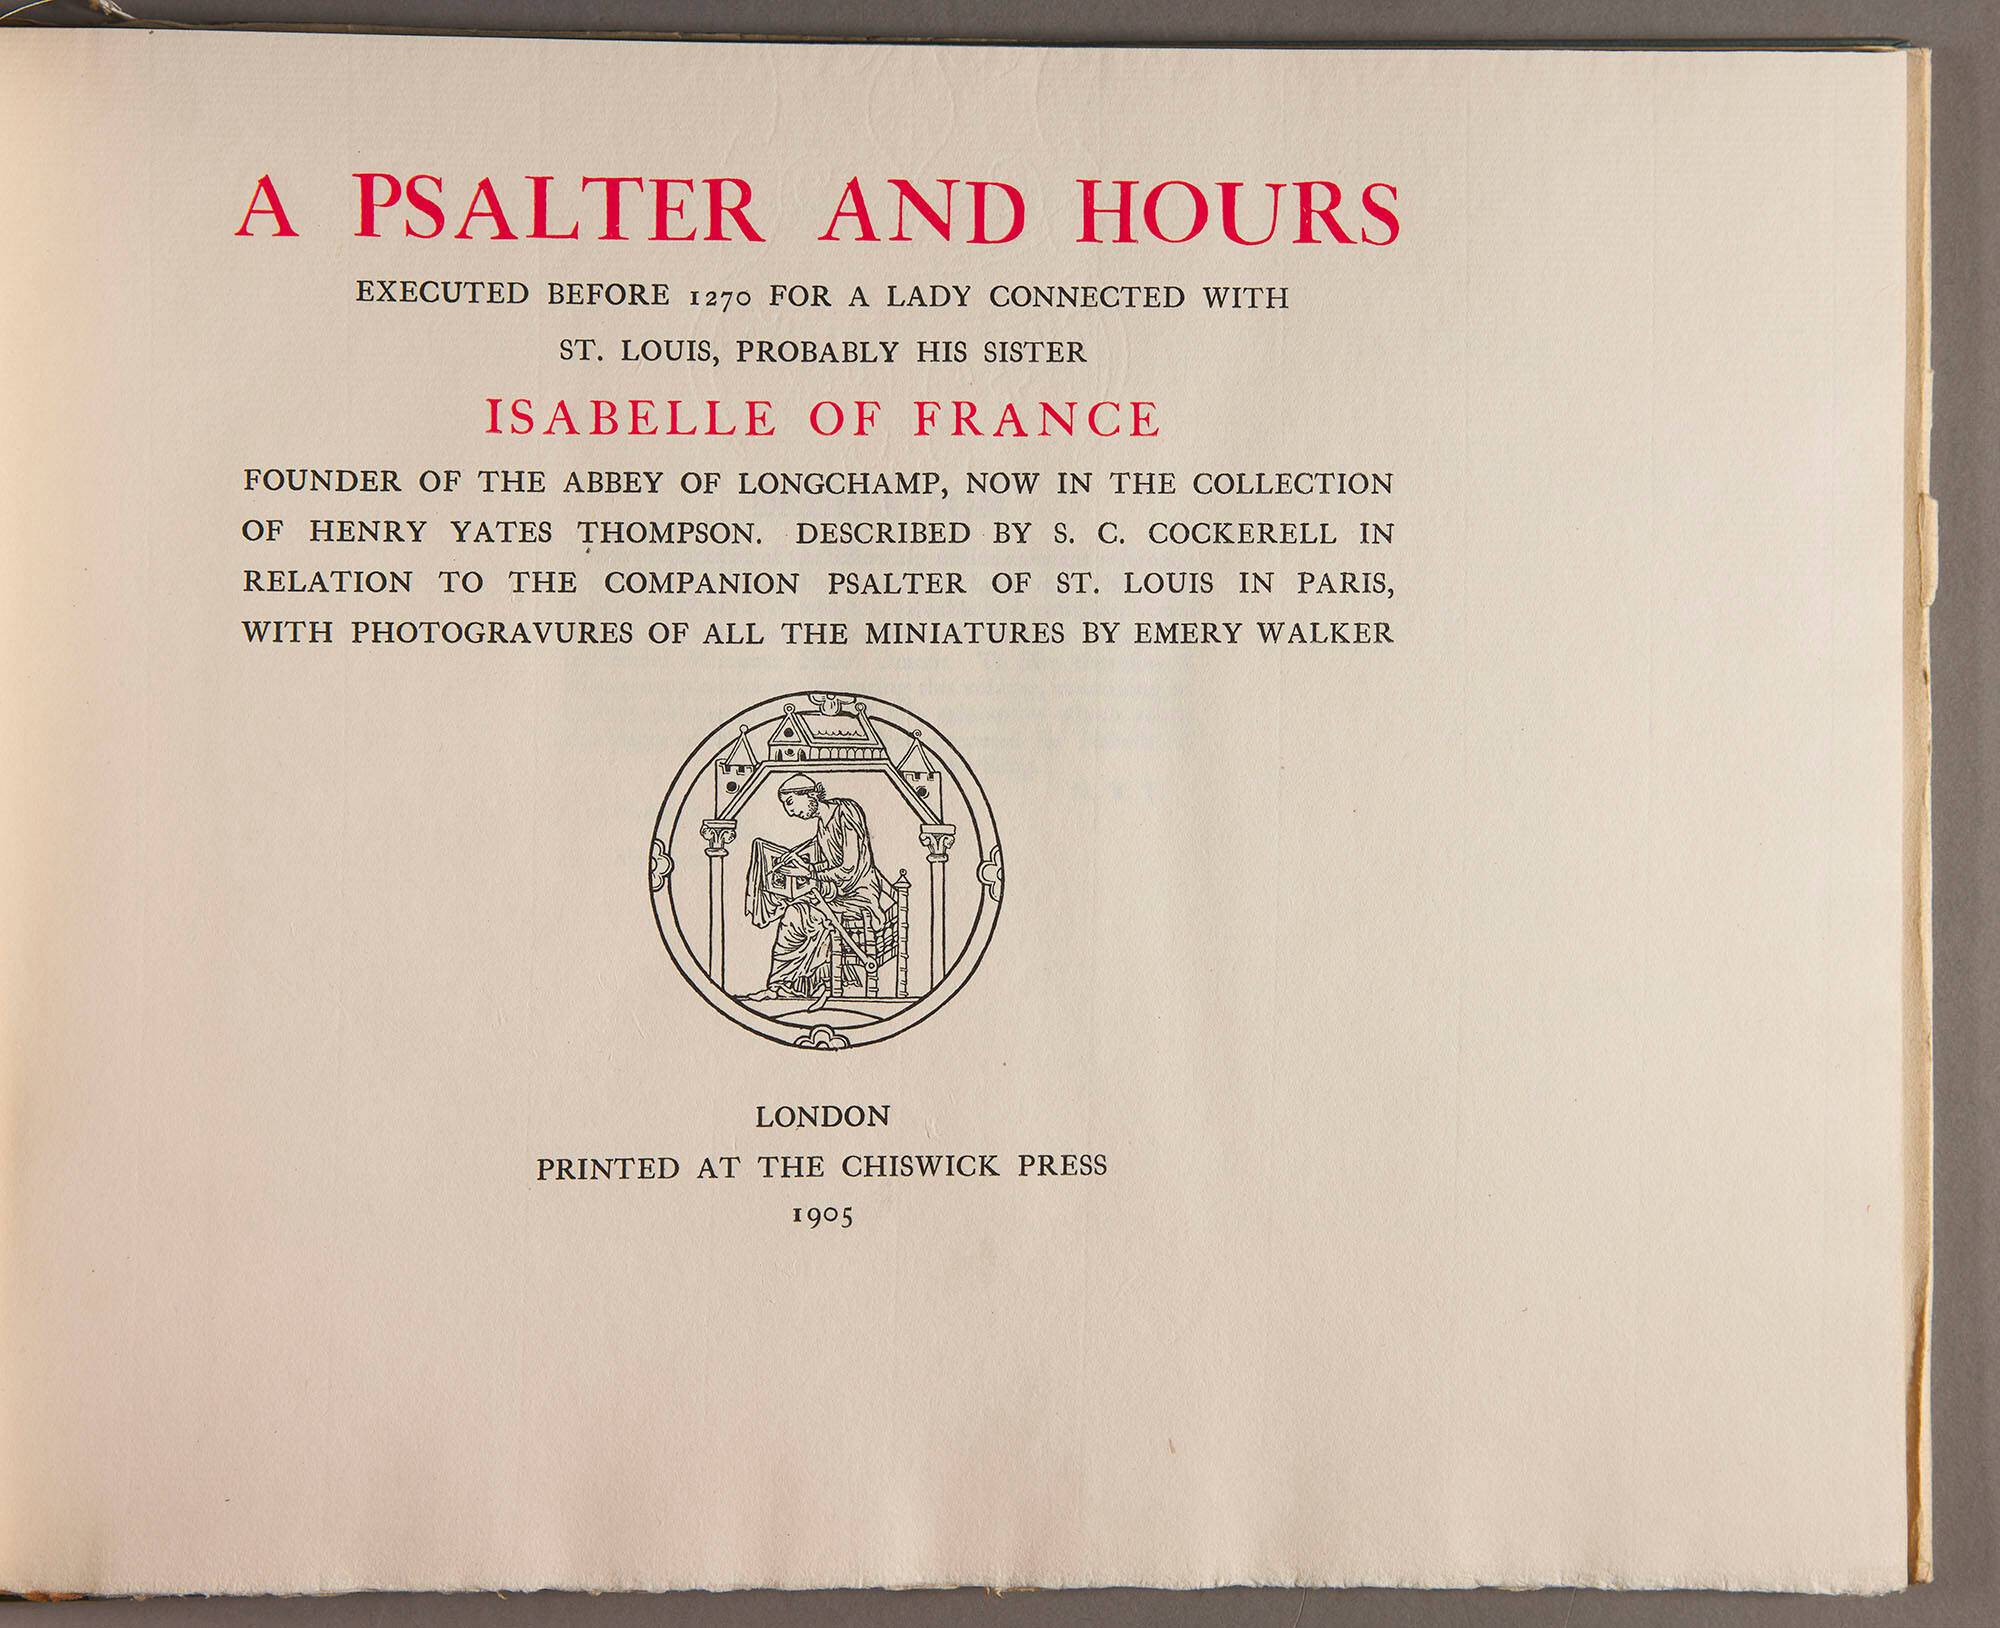 A PSALTER AND HOURS
EXECUTED BEFORE 1270 FOR A LADY CONNECTED WITH
ST. LOUIS, PROBABLY HIS SISTER
ISABELLE OF FRANCE
FOUNDER OF THE ABBEY OF LONGCHAMP, NOW IN THE COLLECTION
OF HENRY YATES THOMPSON. DESCRIBED BY S. C. COCKERELL IN
RELATION TO THE COMPANION PSALTER OF ST. LOUIS IN PARIS,
WITH PHOTOGRAVURES OF ALL THE MINIATURES BY EMERY WALKER
LONDON
PRINTED AT THE CHISWICK PRESS
1905